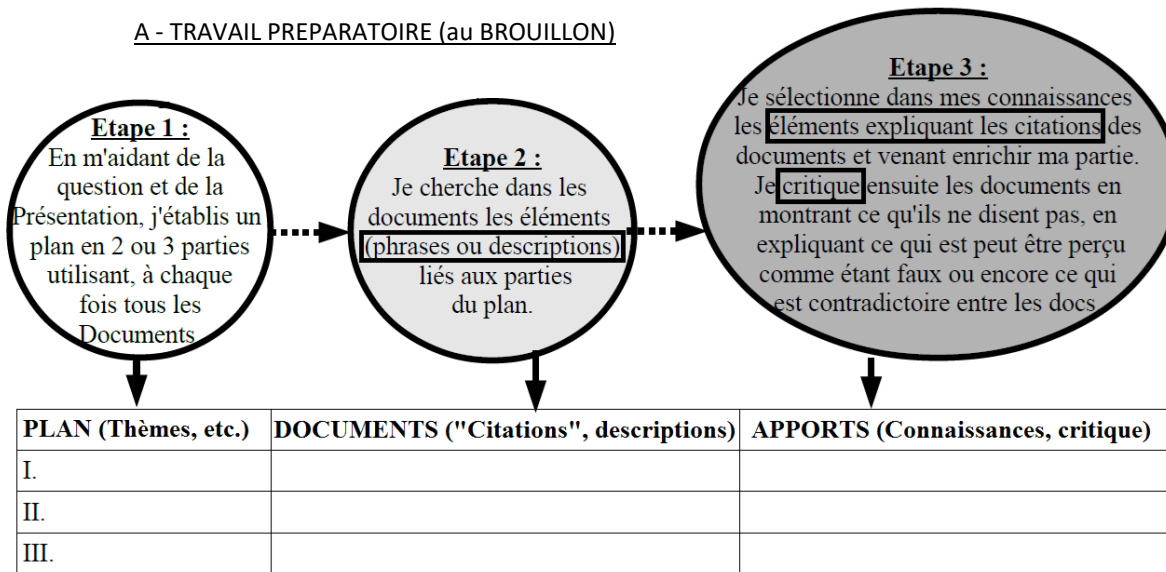 A - TRAVAIL PREPARATOIRE (au BROUILLON)
Etape 1 :
En m'aidant de la
question et de la
Présentation, j'établis un
plan en 2 ou 3 parties
utilisant, à chaque
fois tous les
Documents
Etape 2 :
Je cherche dans les
documents les éléments
(phrases ou descriptions)
liés aux parties
du plan.
Etape 3 :
Je sélectionne dans mes connaissances
les éléments expliquant les citations des
documents et venant enrichir ma partie.
Je critique ensuite les documents en
montrant ce qu'ils ne disent pas, en
expliquant ce qui est peut être perçu
comme étant faux ou encore ce qui
est contradictoire entre les docs
PLAN (Thèmes, etc.) DOCUMENTS ("Citations", descriptions) APPORTS (Connaissances, critique)
I.
II.
III.